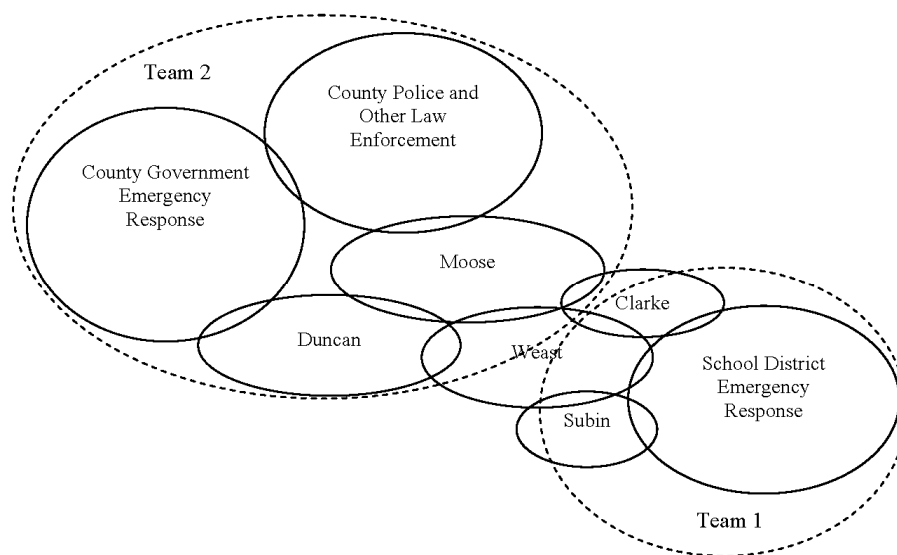 Team 2
County Police and
Other Law
Enforcement
County Government
Emergency
Response
Moose
Clarke
Duncan
Weast
School District
Emergency
Response
Subin
Team 1